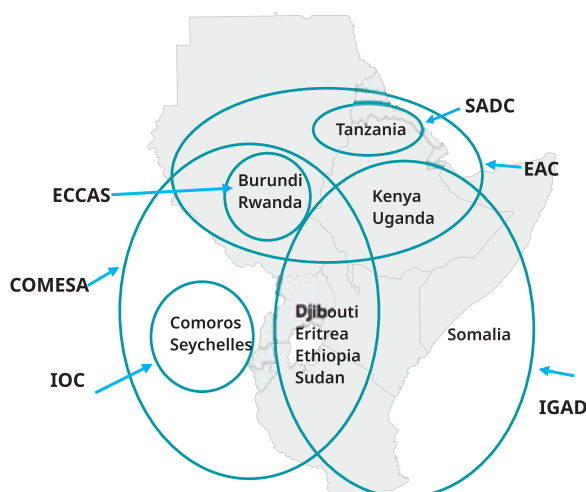 SADC
Tanzania
EAC
Burundi
Rwanda
ECCAS
Kenya
Uganda
COMESA
Djibouti
Eritrea
Ethiopia
Sudan
Comoros
Seychelles
Somalia
IOC
IGAD